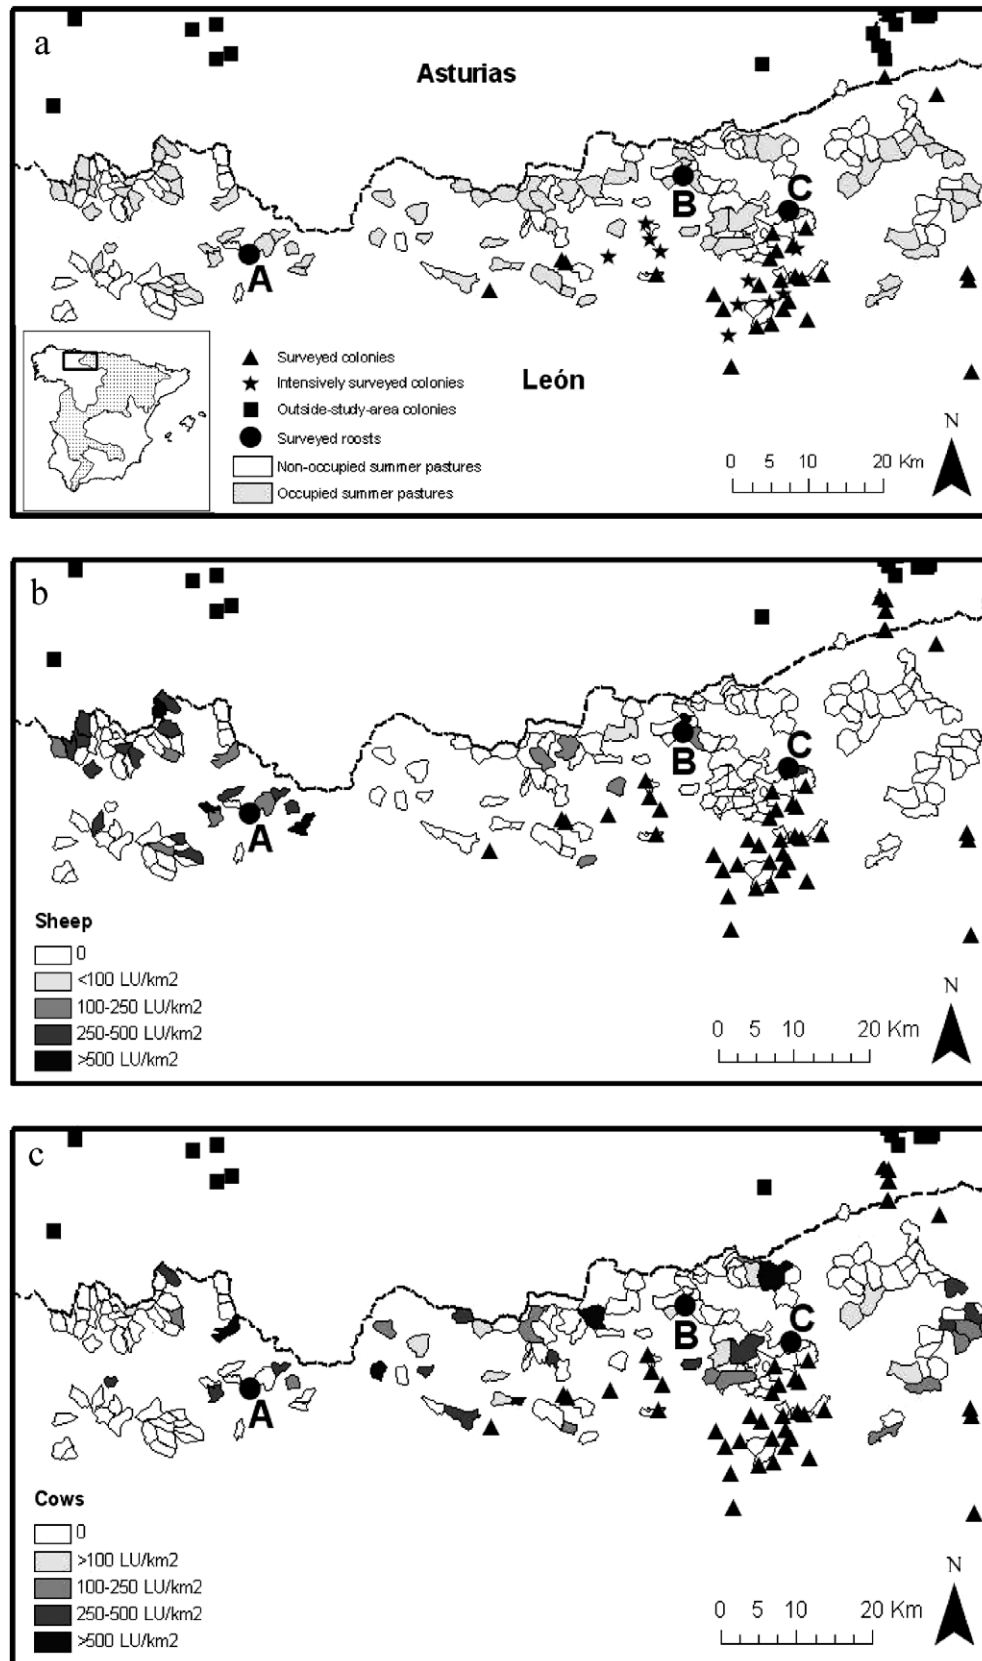 a
Asturias
B
C
A
León
Surveyed colonies
Intensively surveyed colonies
Outside-study-area colonies
Surveyed roosts
Non-occupied summer pastures
Occupied summer pastures
N
0 5 10 20 Km
b
B
C
A
Sheep
0
<100 LU/km2
100-250 LU/km2
250-500 LU/km2
>500 LU/km2
N
0 5 10 20 Km
c
B
C
A
Cows
0
>100 LU/km2
100-250 LU/km2
250-500 LU/km2
>500 LU/km2
N
0 5 10 20 Km